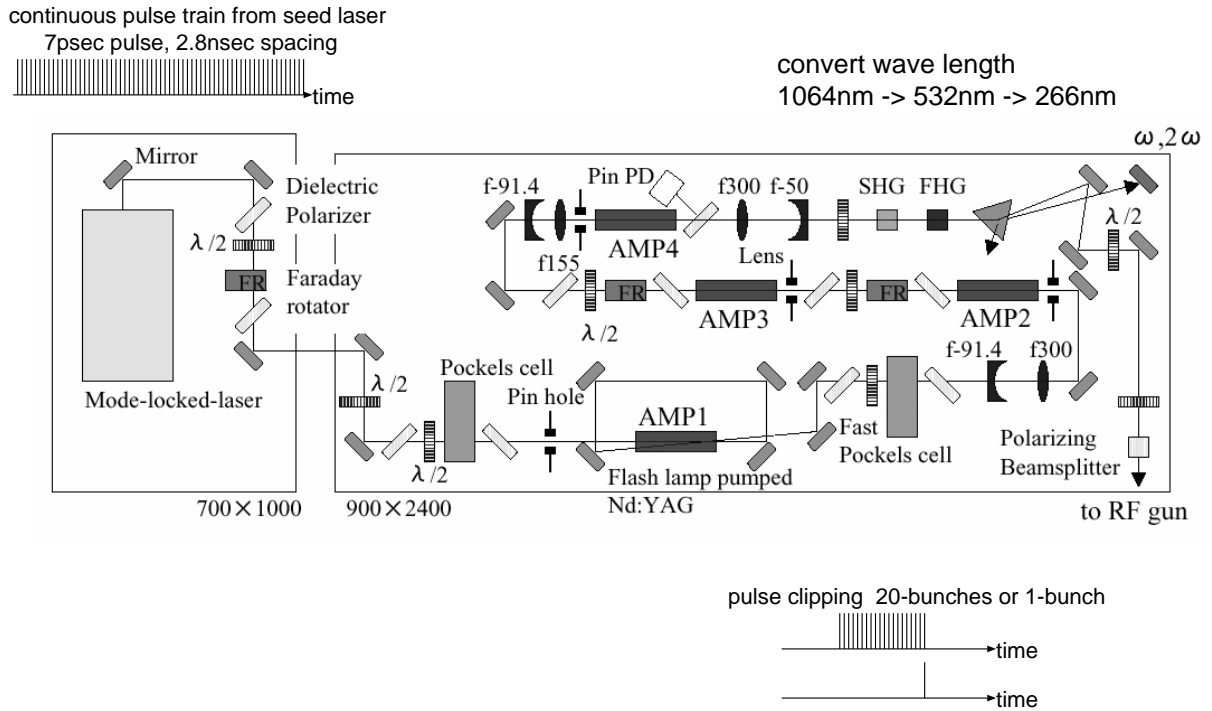 continuous pulse train from seed laser
7psec pulse, 2.8nsec spacing
time
convert wave length
1064nm -> 532nm -> 266nm
ω,2ω
Mirror
Dielectric
Polarizer
λ/2
FR
Faraday
rotator
Mode-locked-laser
700×1000
f-91.4
f155
Pin PD
AMP4
f300
f-50
SHG
FHG
λ/2
λ/2
FR
AMP3
Lens
FR
AMP2
f-91.4
f300
λ/2
λ/2
Pockels cell
Pin hole
AMP1
Flash lamp pumped
Nd:YAG
Fast
Pockels cell
Polarizing
Beamsplitter
900×2400
to RF gun
pulse clipping 20-bunches or 1-bunch
time
time